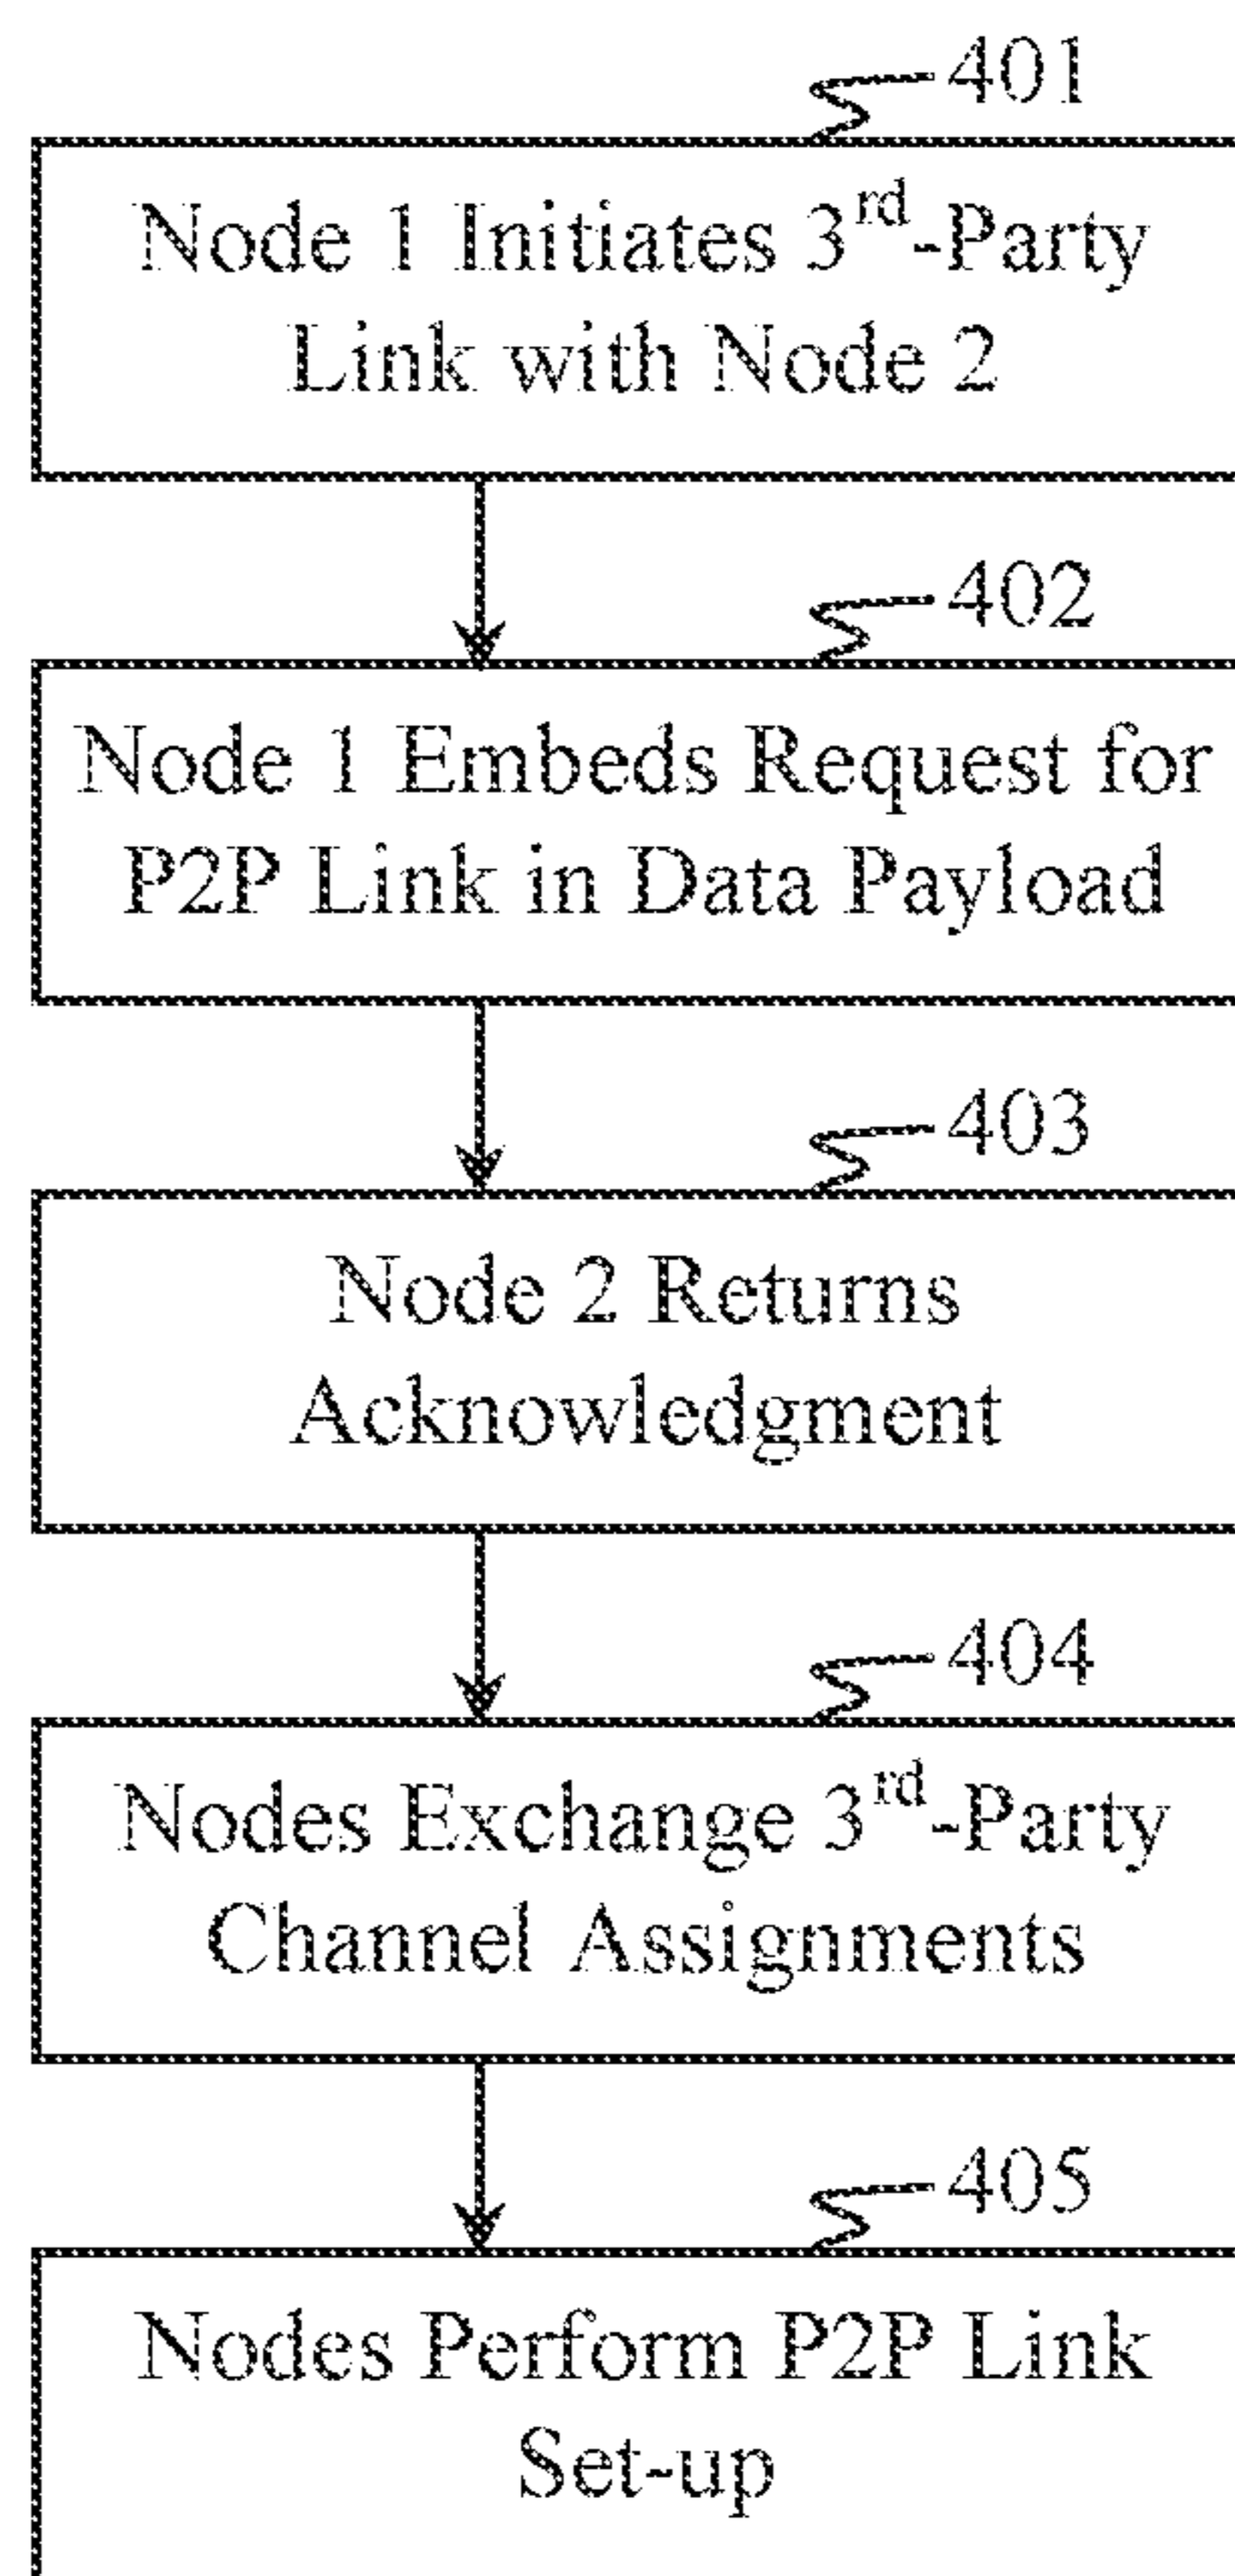 401
Node 1 Initiates 3rd-Party
Link with Node 2
402
Node 1 Embeds Request for
P2P Link in Data Payload
403
Node 2 Returns
Acknowledgment
404
Nodes Exchange 3rd-Party
Channel Assignments
405
Nodes Perform P2P Link
Set-up